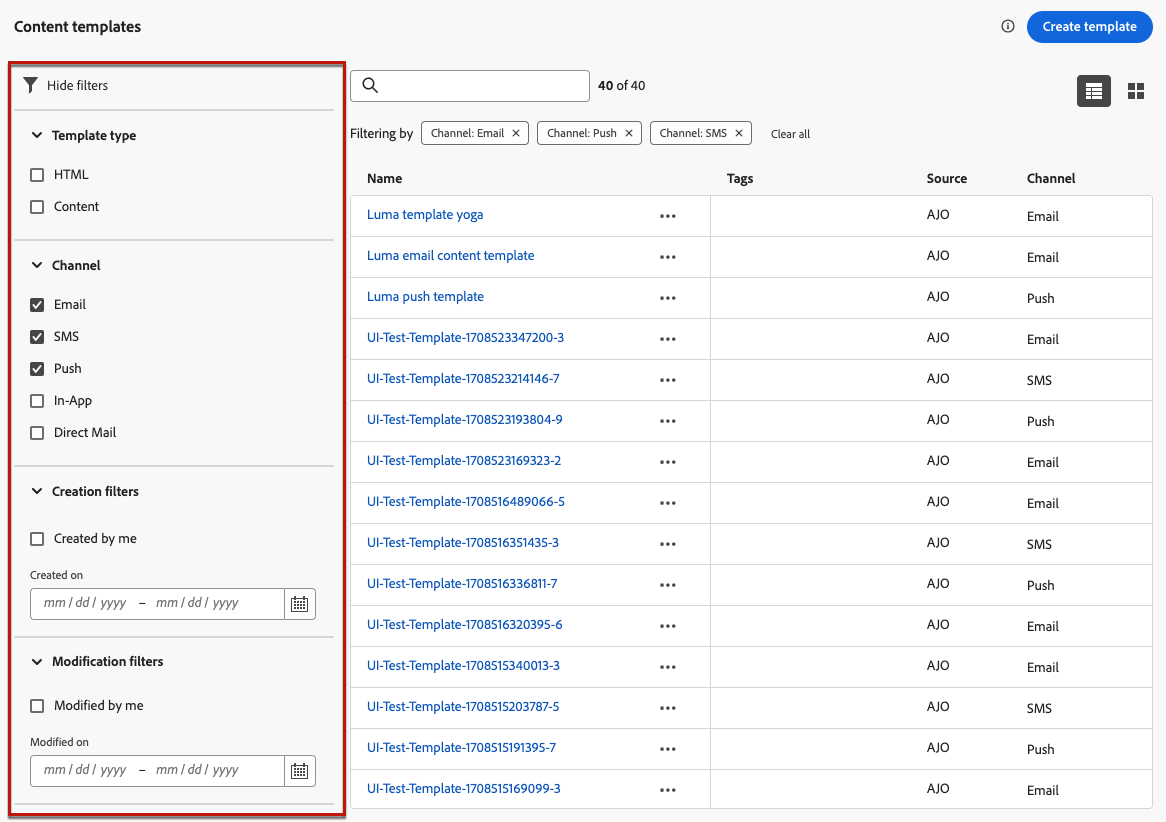 Content templates
Create template
Hide filters
Template type
HTML
Content
Channel
Email
SMS
Push
In-App
Direct Mail
Creation filters
Created by me
Created on
mm / dd / yyyy – mm / dd / yyyy
Modification filters
Modified by me
Modified on
mm / dd / yyyy – mm / dd / yyyy
40 of 40
Filtering by Channel: Email × Channel: Push × Channel: SMS × Clear all
Name Tags Source Channel
Luma template yoga ••• AJO Email
Luma email content template ••• AJO Email
Luma push template ••• AJO Push
UI-Test-Template-1708523347200-3 ••• AJO Email
UI-Test-Template-1708523214146-7 ••• AJO SMS
UI-Test-Template-1708523193804-9 ••• AJO Push
UI-Test-Template-1708523169323-2 ••• AJO Email
UI-Test-Template-1708516489066-5 ••• AJO Email
UI-Test-Template-1708516351435-3 ••• AJO SMS
UI-Test-Template-1708516336811-7 ••• AJO Push
UI-Test-Template-1708516320395-6 ••• AJO Email
UI-Test-Template-1708515340013-3 ••• AJO Email
UI-Test-Template-1708515203787-5 ••• AJO SMS
UI-Test-Template-1708515191395-7 ••• AJO Push
UI-Test-Template-1708515169099-3 ••• AJO Email